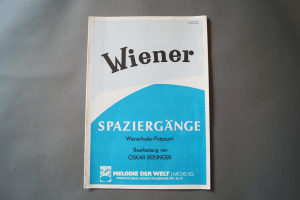 Wiener
SPAZIERGÄNGE
Wienerlieder-Potpourri
Bearbeitung von
OSKAR REISINGER
MELODIE DER WELT